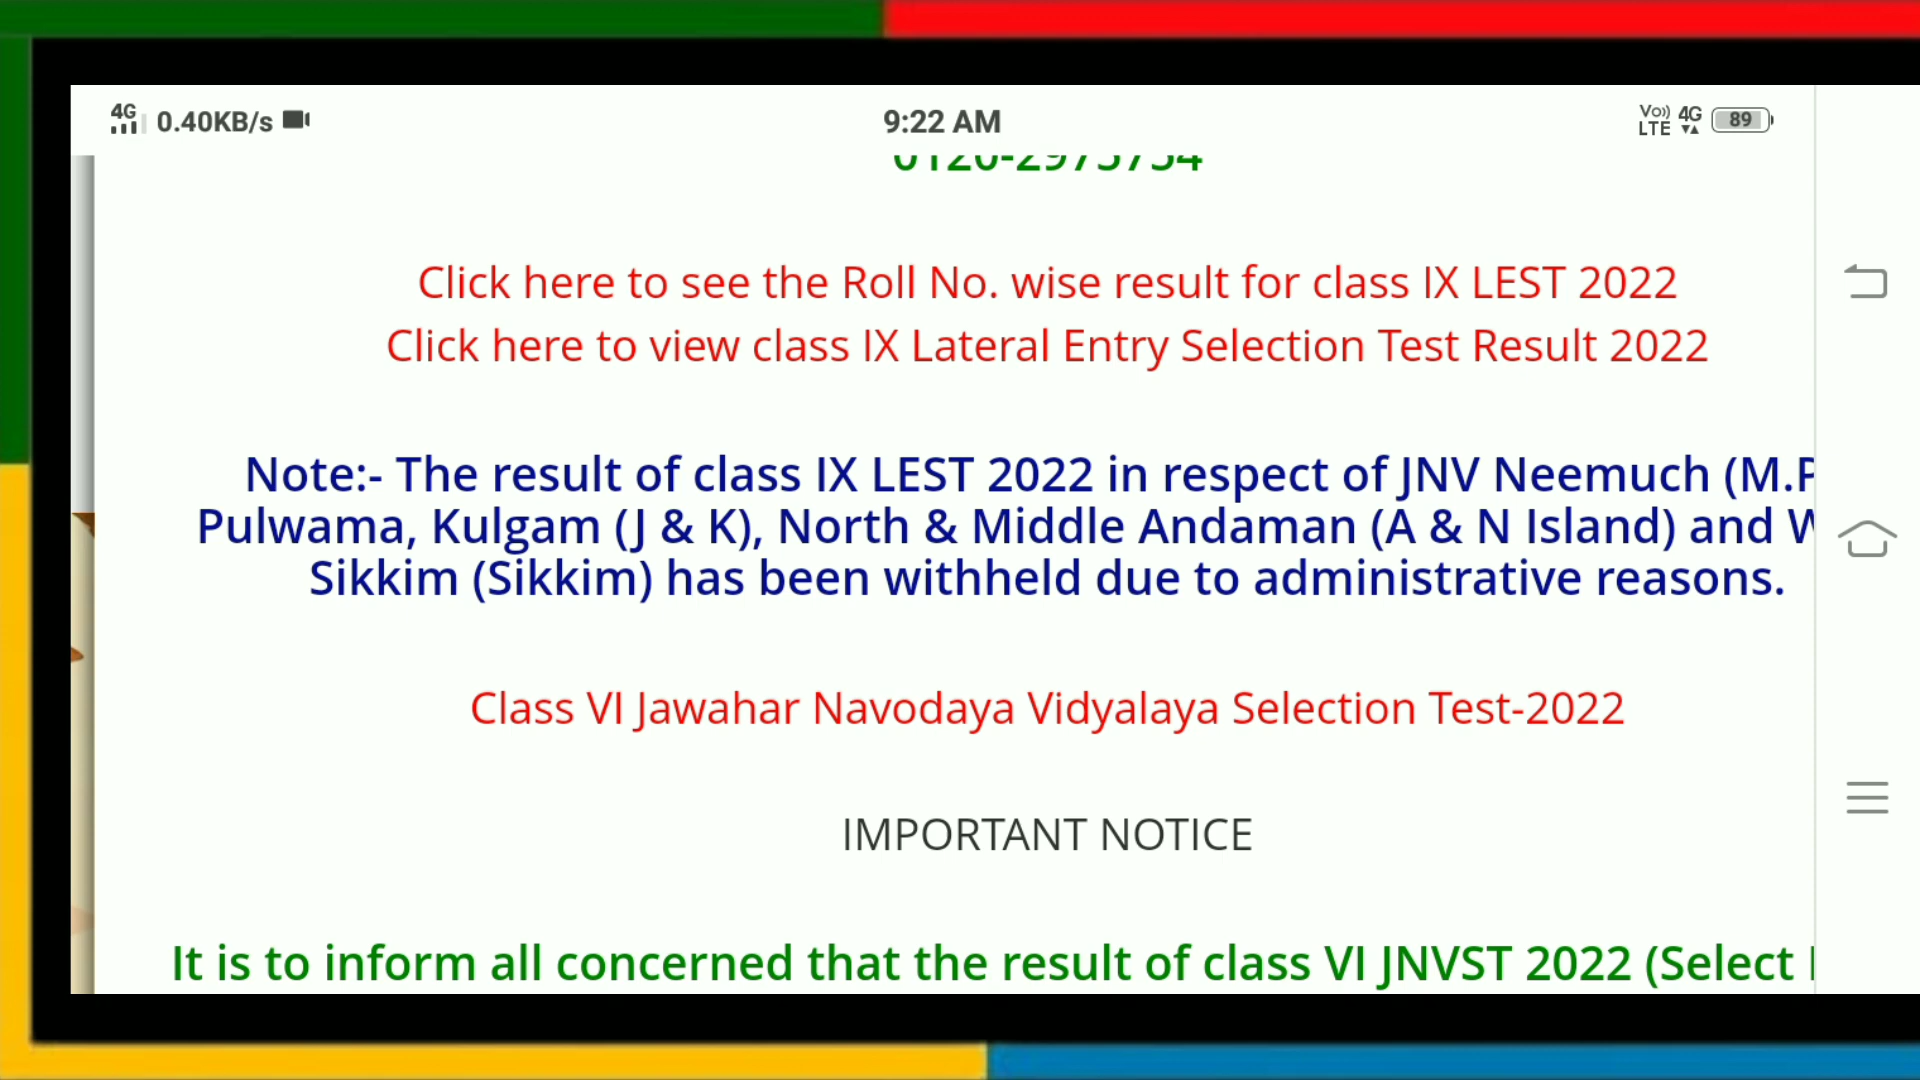 4G 0.40KB/s 9:22 AM Vo)) LTE 4G 89
Click here to see the Roll No. wise result for class IX LEST 2022
Click here to view class IX Lateral Entry Selection Test Result 2022
Note:- The result of class IX LEST 2022 in respect of JNV Neemuch (M.P
Pulwama, Kulgam (J & K), North & Middle Andaman (A & N Island) and
Sikkim (Sikkim) has been withheld due to administrative reasons.
Class VI Jawahar Navodaya Vidyalaya Selection Test-2022
IMPORTANT NOTICE
It is to inform all concerned that the result of class VI JNVST 2022 (Select